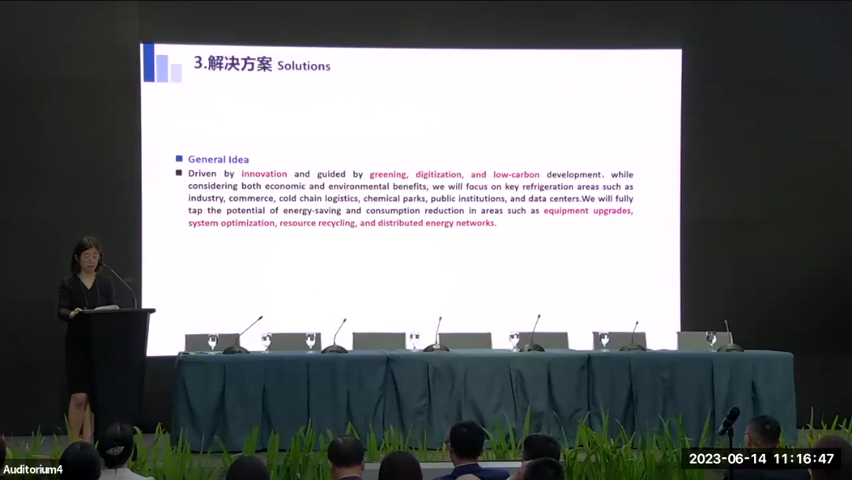 3.解决方案 Solutions
General Idea
Driven by innovation and guided by greening, digitization, and low-carbon development, while
considering both economic and environmental benefits, we will focus on key refrigeration areas such as
industry, commerce, cold chain logistics, chemical parks, public institutions, and data centers.We will fully
tap the potential of energy-saving and consumption reduction in areas such as equipment upgrades,
system optimization, resource recycling, and distributed energy networks.
Auditorium4
2023-06-14 11:16:47